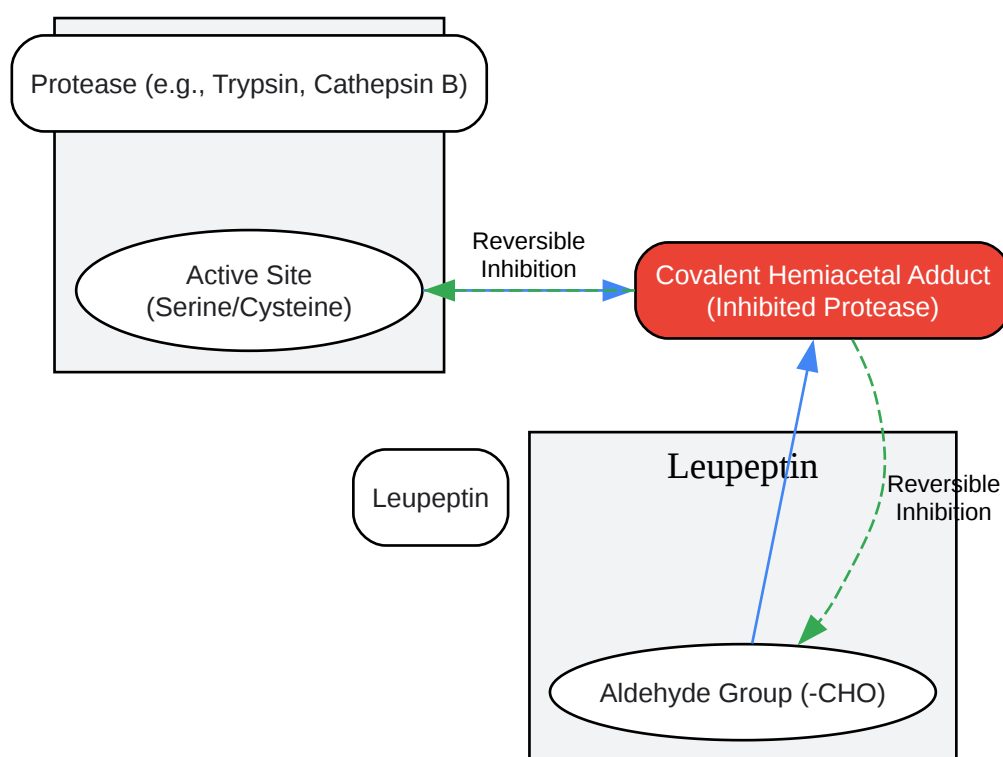 Protease (e.g., Trypsin, Cathepsin B)
Active Site
(Serine/Cysteine)
Reversible
Inhibition
Covalent Hemiacetal Adduct
(Inhibited Protease)
Leupeptin
Leupeptin
Reversible
Inhibition
Aldehyde Group (-CHO)